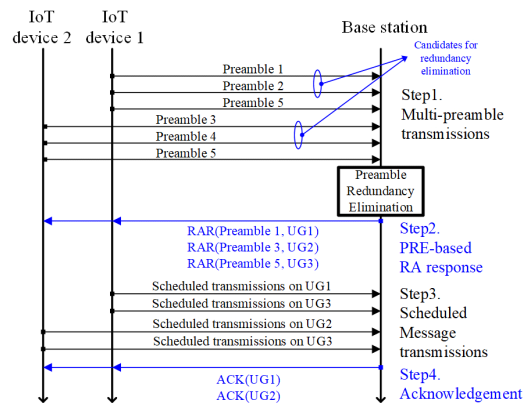 IoT
device 2
IoT
device 1
Base station
Candidates for
redundancy
elimination
Preamble 1
Preamble 2
Preamble 5
Preamble 3
Preamble 4
Preamble 5
Step1.
Multi-preamble
transmissions
Preamble
Redundancy
Elimination
RAR(Preamble 1, UG1)
RAR(Preamble 3, UG2)
RAR(Preamble 5, UG3)
Step2.
PRE-based
RA response
Scheduled transmissions on UG1
Scheduled transmissions on UG3
Scheduled transmissions on UG2
Scheduled transmissions on UG3
Step3.
Scheduled
Message
transmissions
ACK(UG1)
ACK(UG2)
Step4.
Acknowledgement